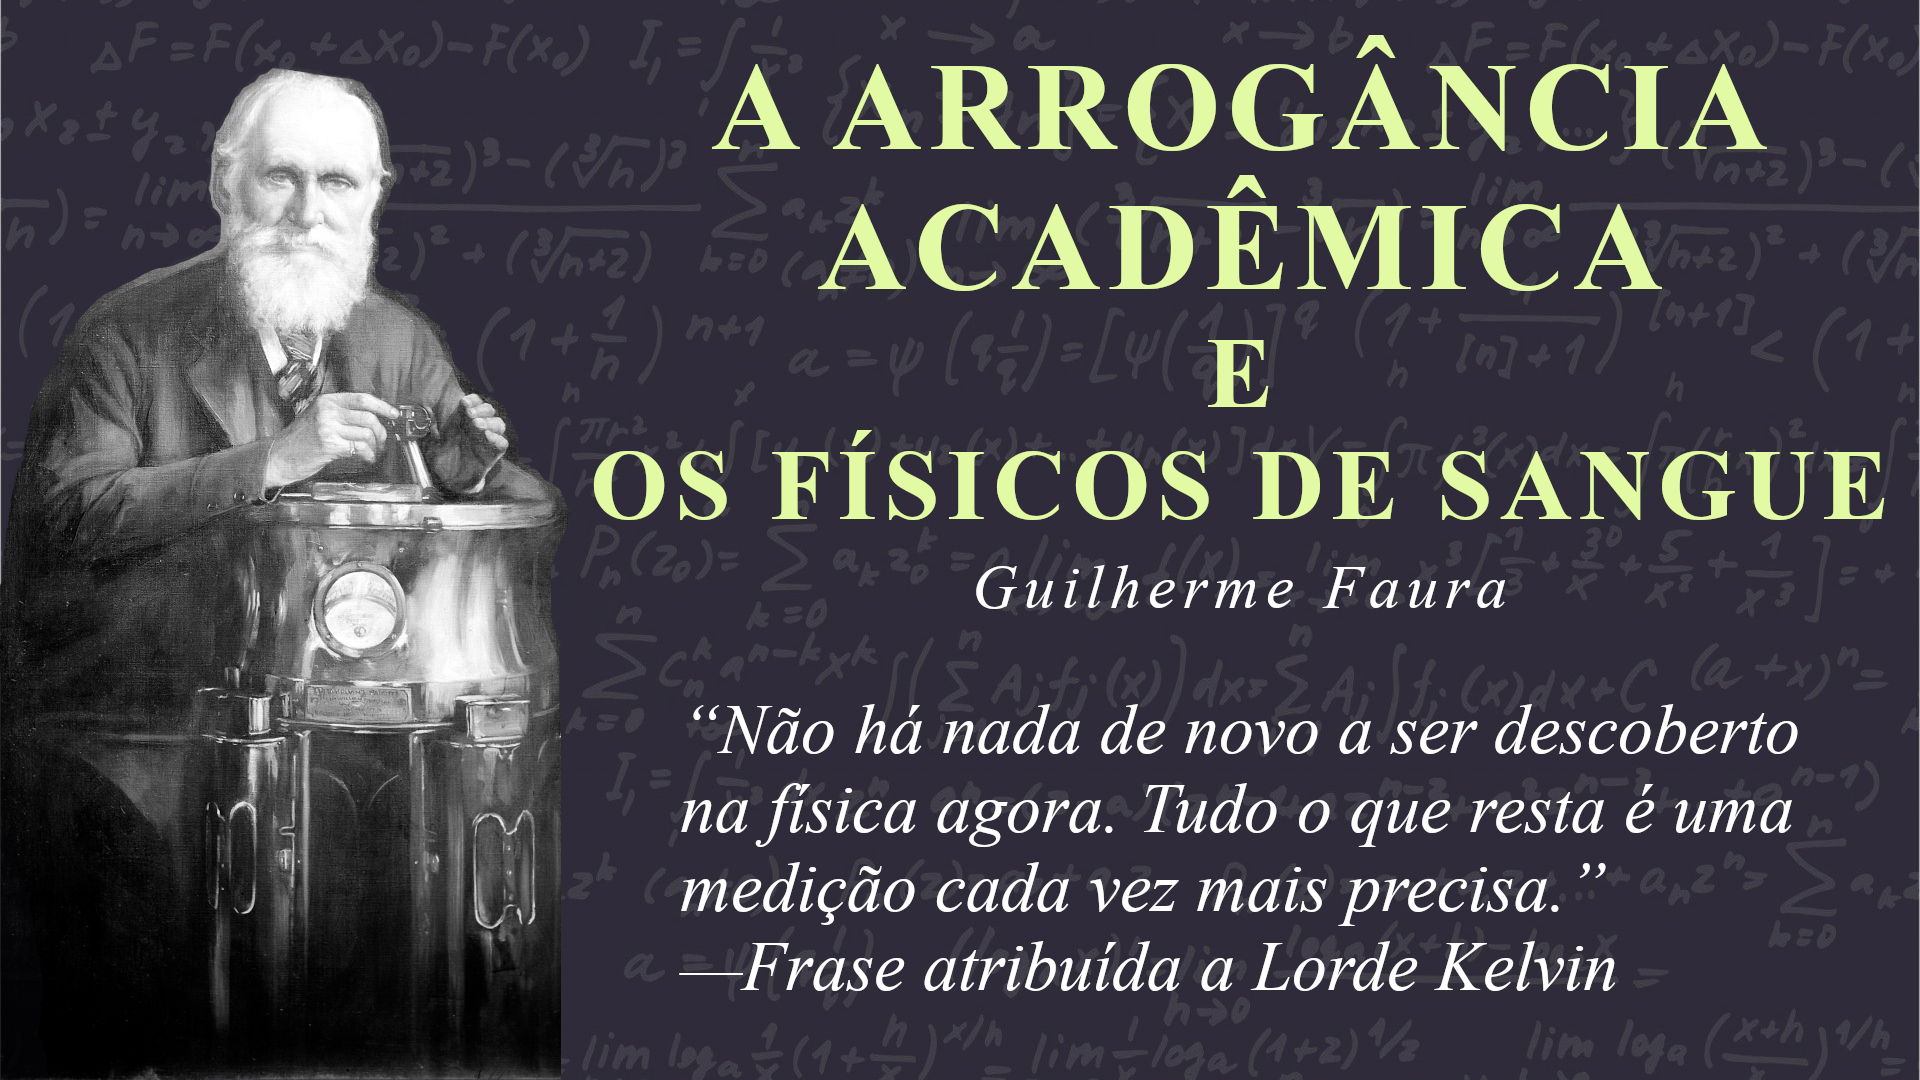 A ARROGÂNCIA
ACADÊMICA
E
OS FÍSICOS DE SANGUE
Guilherme Faura
“Não há nada de novo a ser descoberto
na física agora. Tudo o que resta é uma
medição cada vez mais precisa.”
—Frase atribuída a Lorde Kelvin